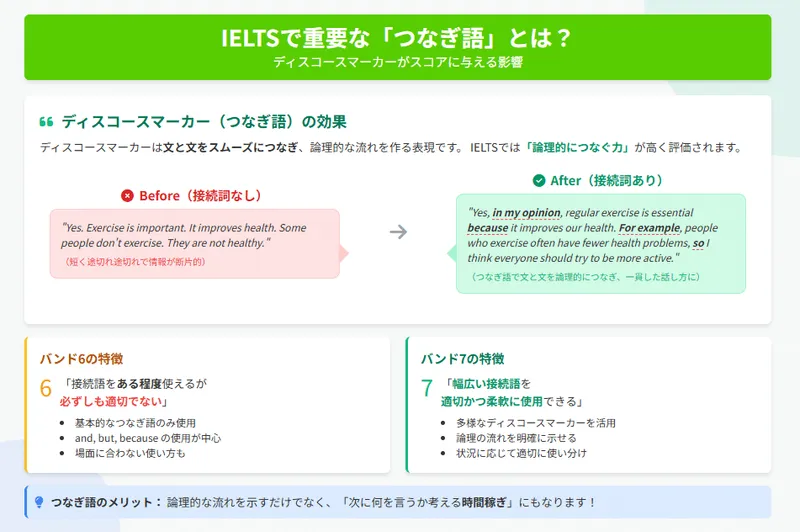 IELTSで重要な「つなぎ語」とは？
ディスコースマーカーがスコアに与える影響
ディスコースマーカー（つなぎ語）の効果
ディスコースマーカーは文と文をスムーズにつなぎ、論理的な流れを作る表現です。 IELTSでは「論理的につなぐ力」が高く評価されます。
Before（接続詞なし）
"Yes. Exercise is important. It improves health. Some
people don't exercise. They are not healthy."
（短く途切れ途切れで情報が断片的）
After（接続詞あり）
"Yes, in my opinion, regular exercise is essential
because it improves our health. For example, people
who exercise often have fewer health problems, so I
think everyone should try to be more active."
（つなぎ語で文と文を論理的につなぎ、一貫した話し方に）
バンド6の特徴
6
「接続語をある程度使えるが
必ずしも適切でない」
• 基本的なつなぎ語のみ使用
• and, but, because の使用が中心
• 場面に合わない使い方も
バンド7の特徴
7
「幅広い接続語を
適切かつ柔軟に使用できる」
• 多様なディスコースマーカーを活用
• 論理の流れを明確に示せる
• 状況に応じて適切に使い分け
つなぎ語のメリット： 論理的な流れを示すだけでなく、「次に何を言うか考える時間稼ぎ」にもなります！